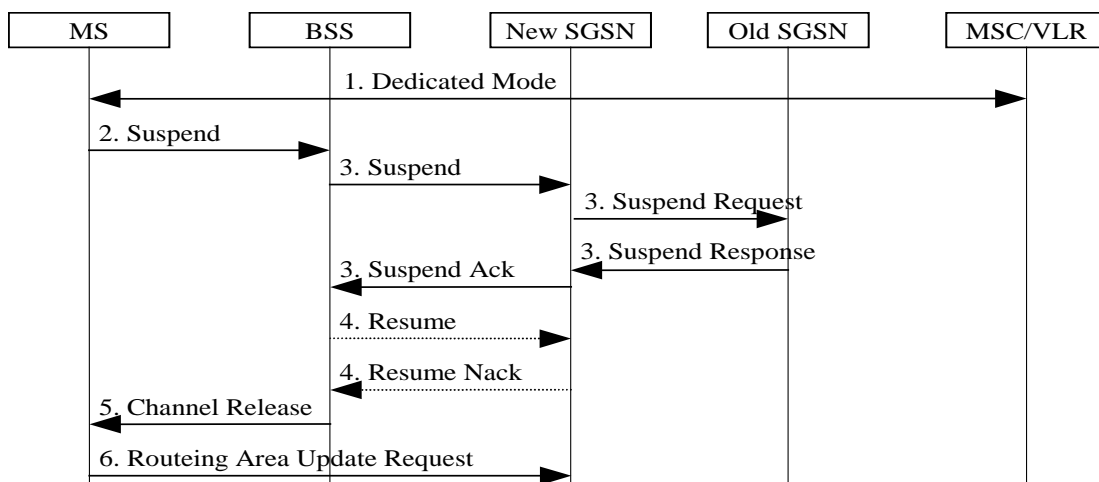 MS
BSS
New SGSN
Old SGSN
MSC/VLR
1. Dedicated Mode
2. Suspend
3. Suspend
3. Suspend Request
3. Suspend Response
3. Suspend Ack
4. Resume
4. Resume Nack
5. Channel Release
6. Routeing Area Update Request